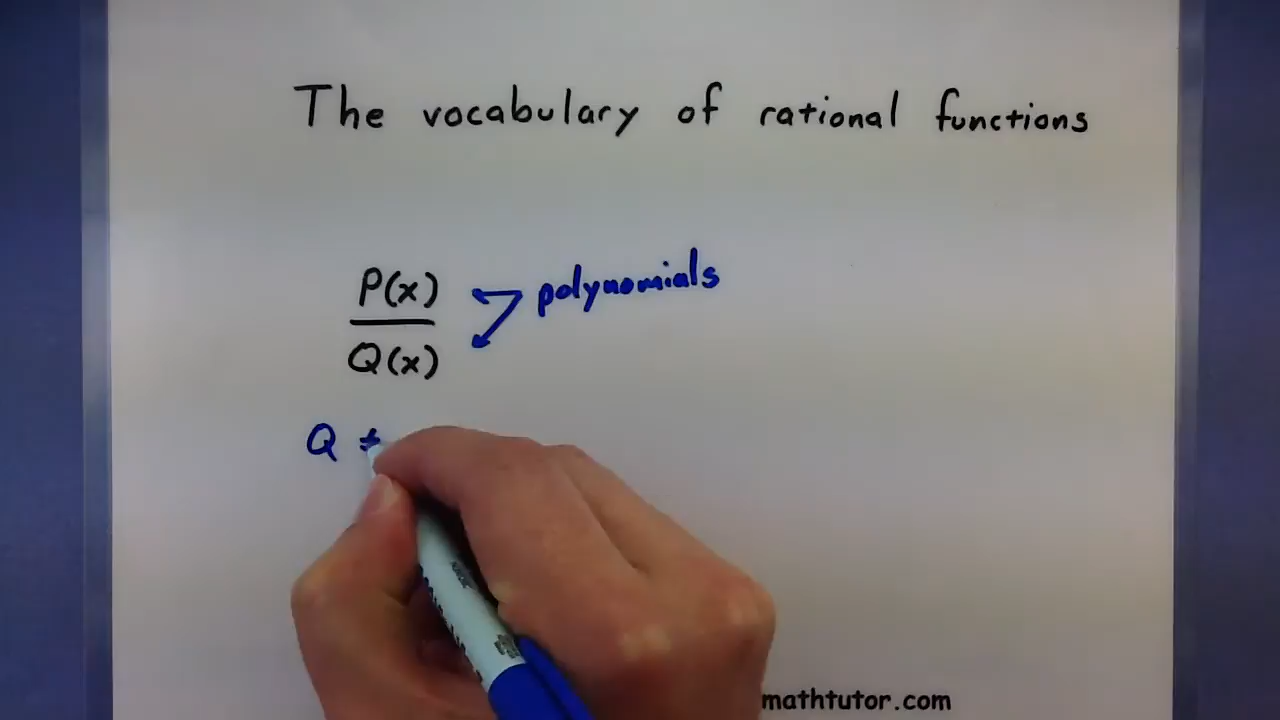 The vocabulary of rational functions
P(x)
polynomials
Q(x)
Q ≠
mathtutor.com